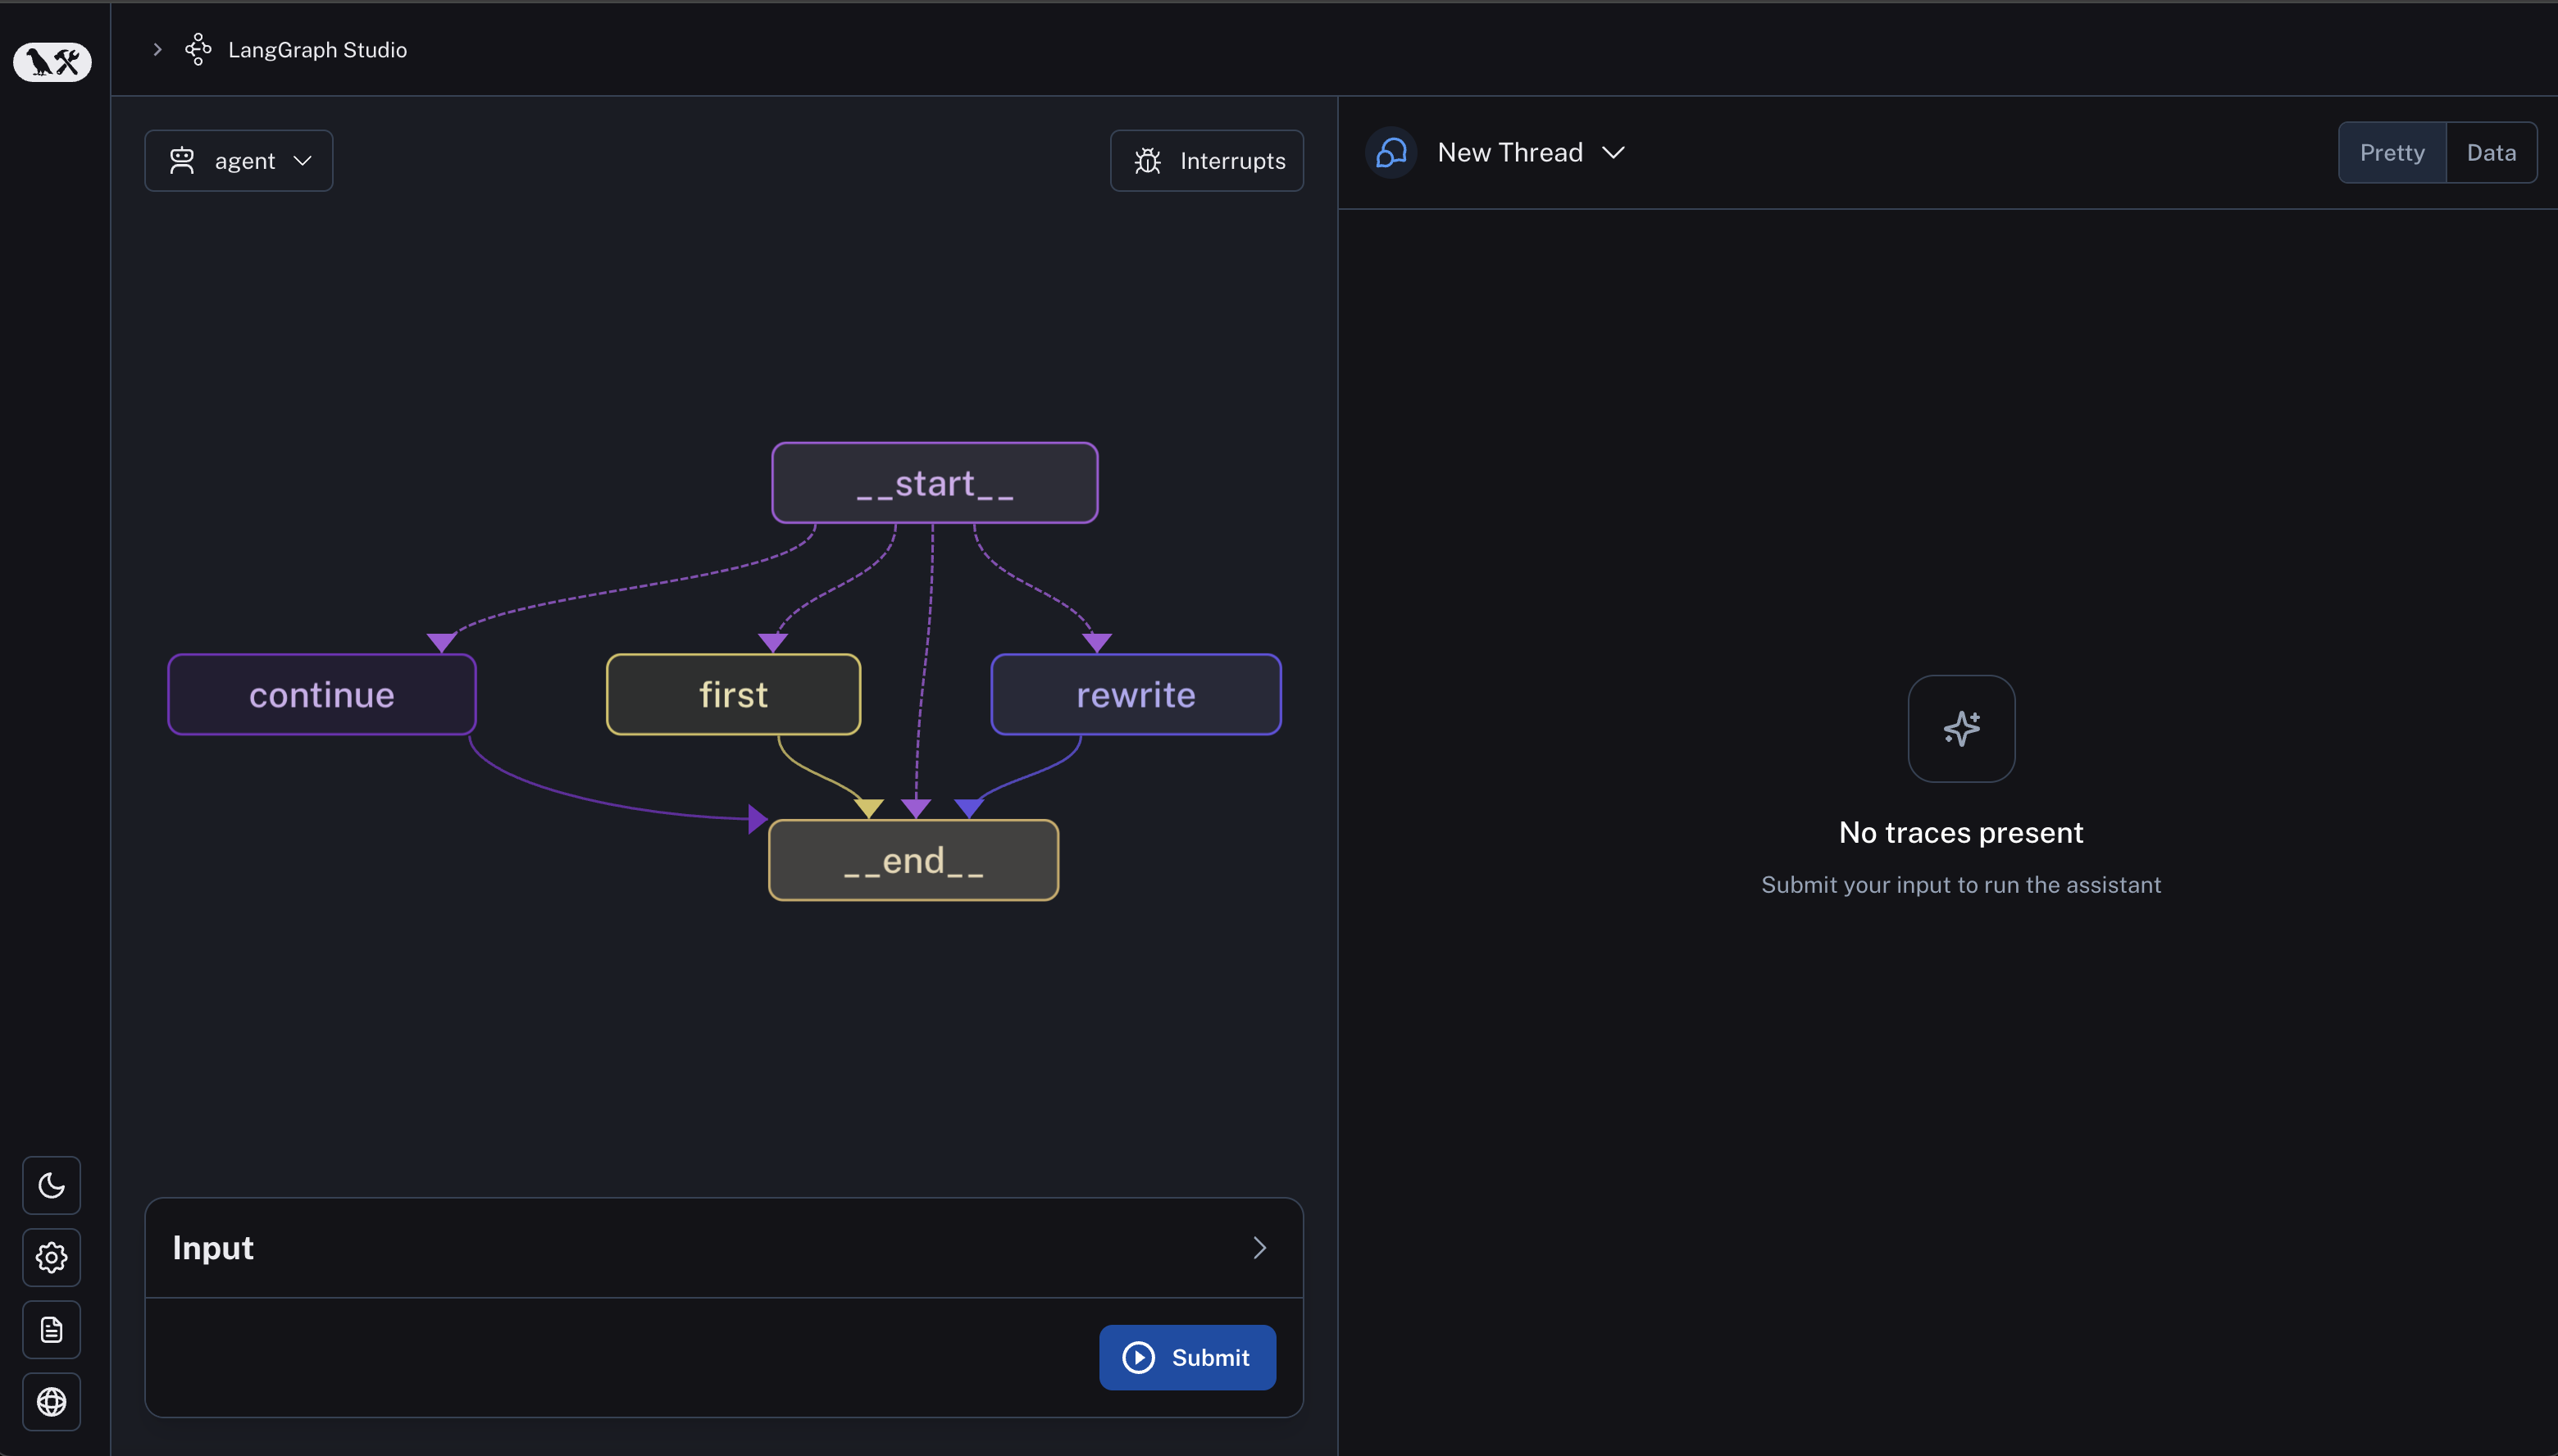 LangGraph Studio
agent
Interrupts
__start__
continue
first
rewrite
__end__
Input
Submit
New Thread
Pretty
Data
No traces present
Submit your input to run the assistant